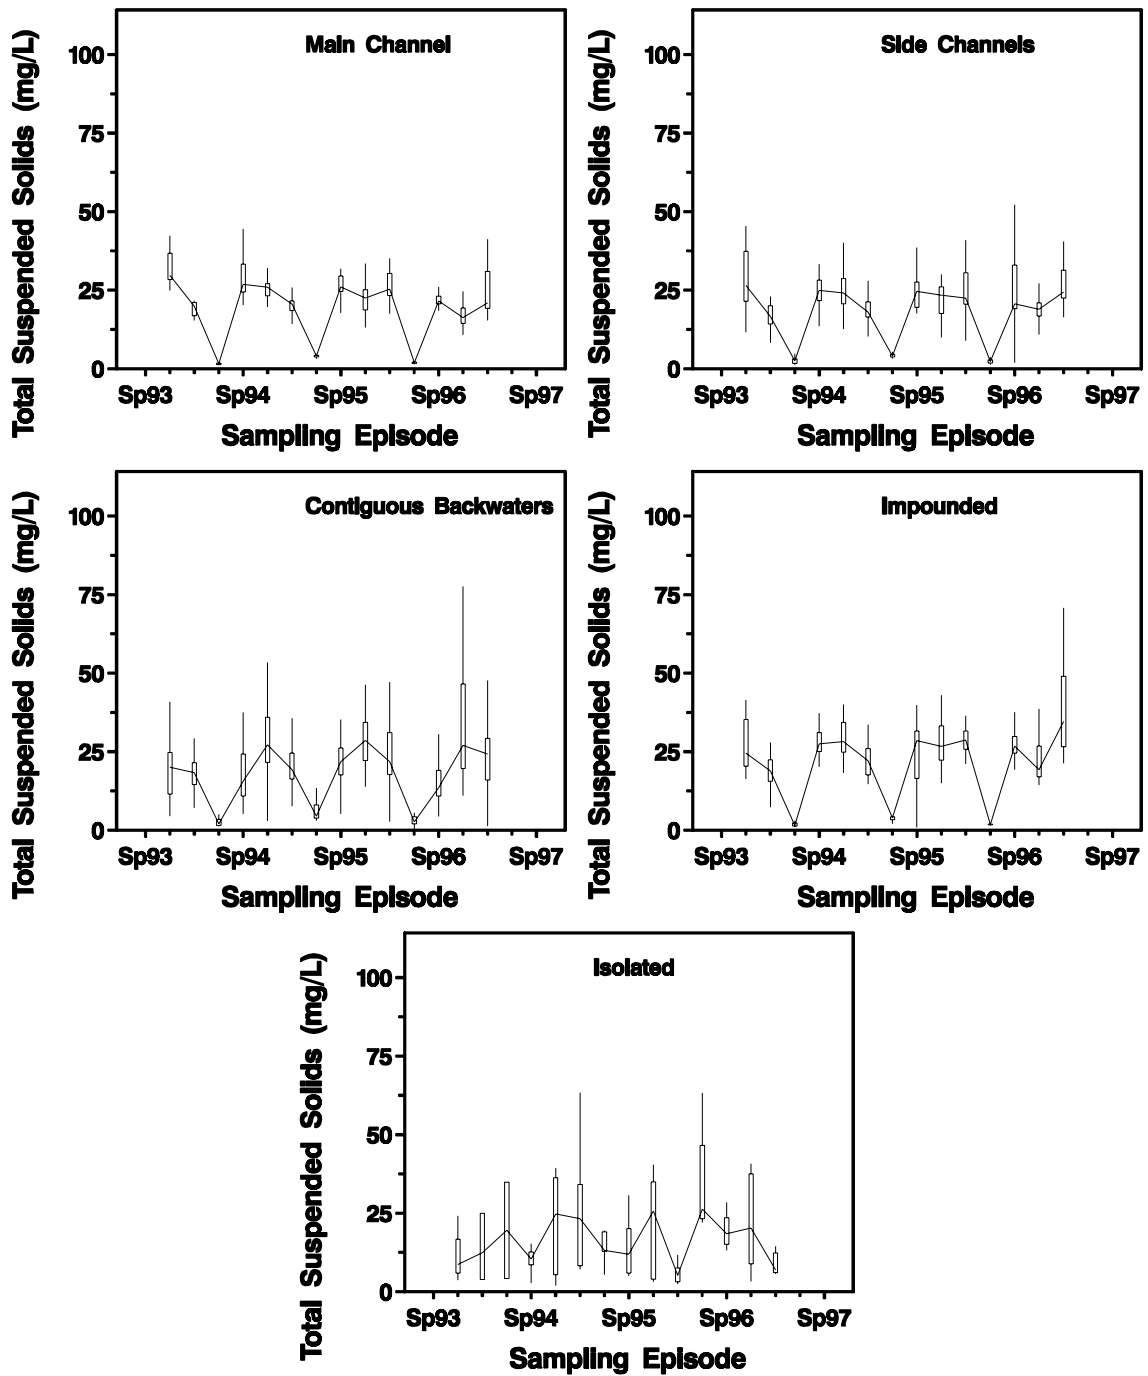 Main Channel
Total Suspended Solids (mg/L)
100
75
50
25
0
Sp93 Sp94 Sp95 Sp96 Sp97
Sampling Episode
Side Channels
Total Suspended Solids (mg/L)
100
75
50
25
0
Sp93 Sp94 Sp95 Sp96 Sp97
Sampling Episode
Contiguous Backwaters
Total Suspended Solids (mg/L)
100
75
50
25
0
Sp93 Sp94 Sp95 Sp96 Sp97
Sampling Episode
Impounded
Total Suspended Solids (mg/L)
100
75
50
25
0
Sp93 Sp94 Sp95 Sp96 Sp97
Sampling Episode
Isolated
Total Suspended Solids (mg/L)
100
75
50
25
0
Sp93 Sp94 Sp95 Sp96 Sp97
Sampling Episode